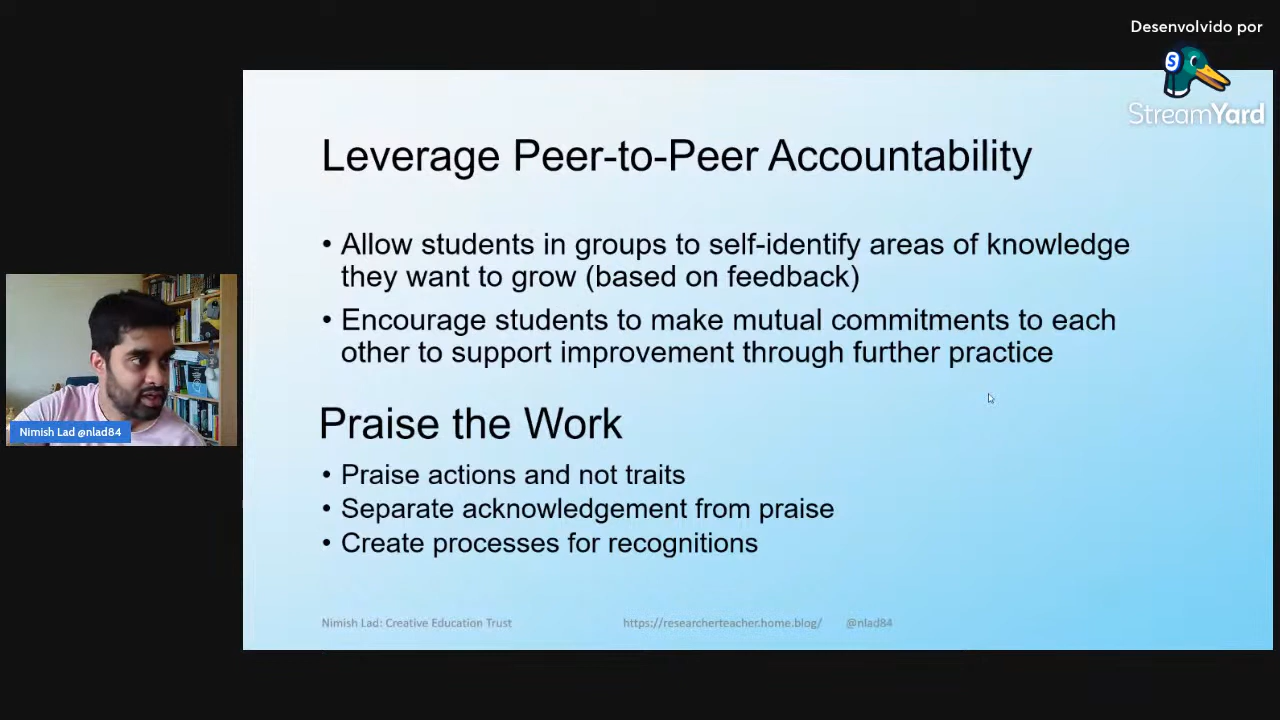 Desenvolvido por
StreamYard
Leverage Peer-to-Peer Accountability
• Allow students in groups to self-identify areas of knowledge
they want to grow (based on feedback)
• Encourage students to make mutual commitments to each
other to support improvement through further practice
Praise the Work
• Praise actions and not traits
• Separate acknowledgement from praise
• Create processes for recognitions
Nimish Lad @nlad84
Nimish Lad: Creative Education Trust
https://researcherteacher.home.blog/
@nlad84